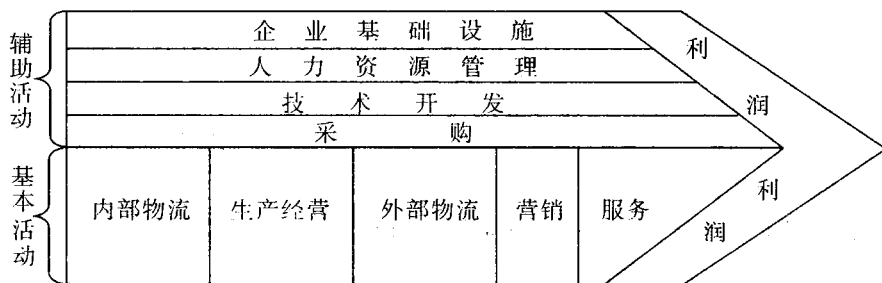 辅助活动
企业基础设施
人力资源管理
技术开发
采购
利润
基本活动
内部物流
生产经营
外部物流
营销
服务
利润